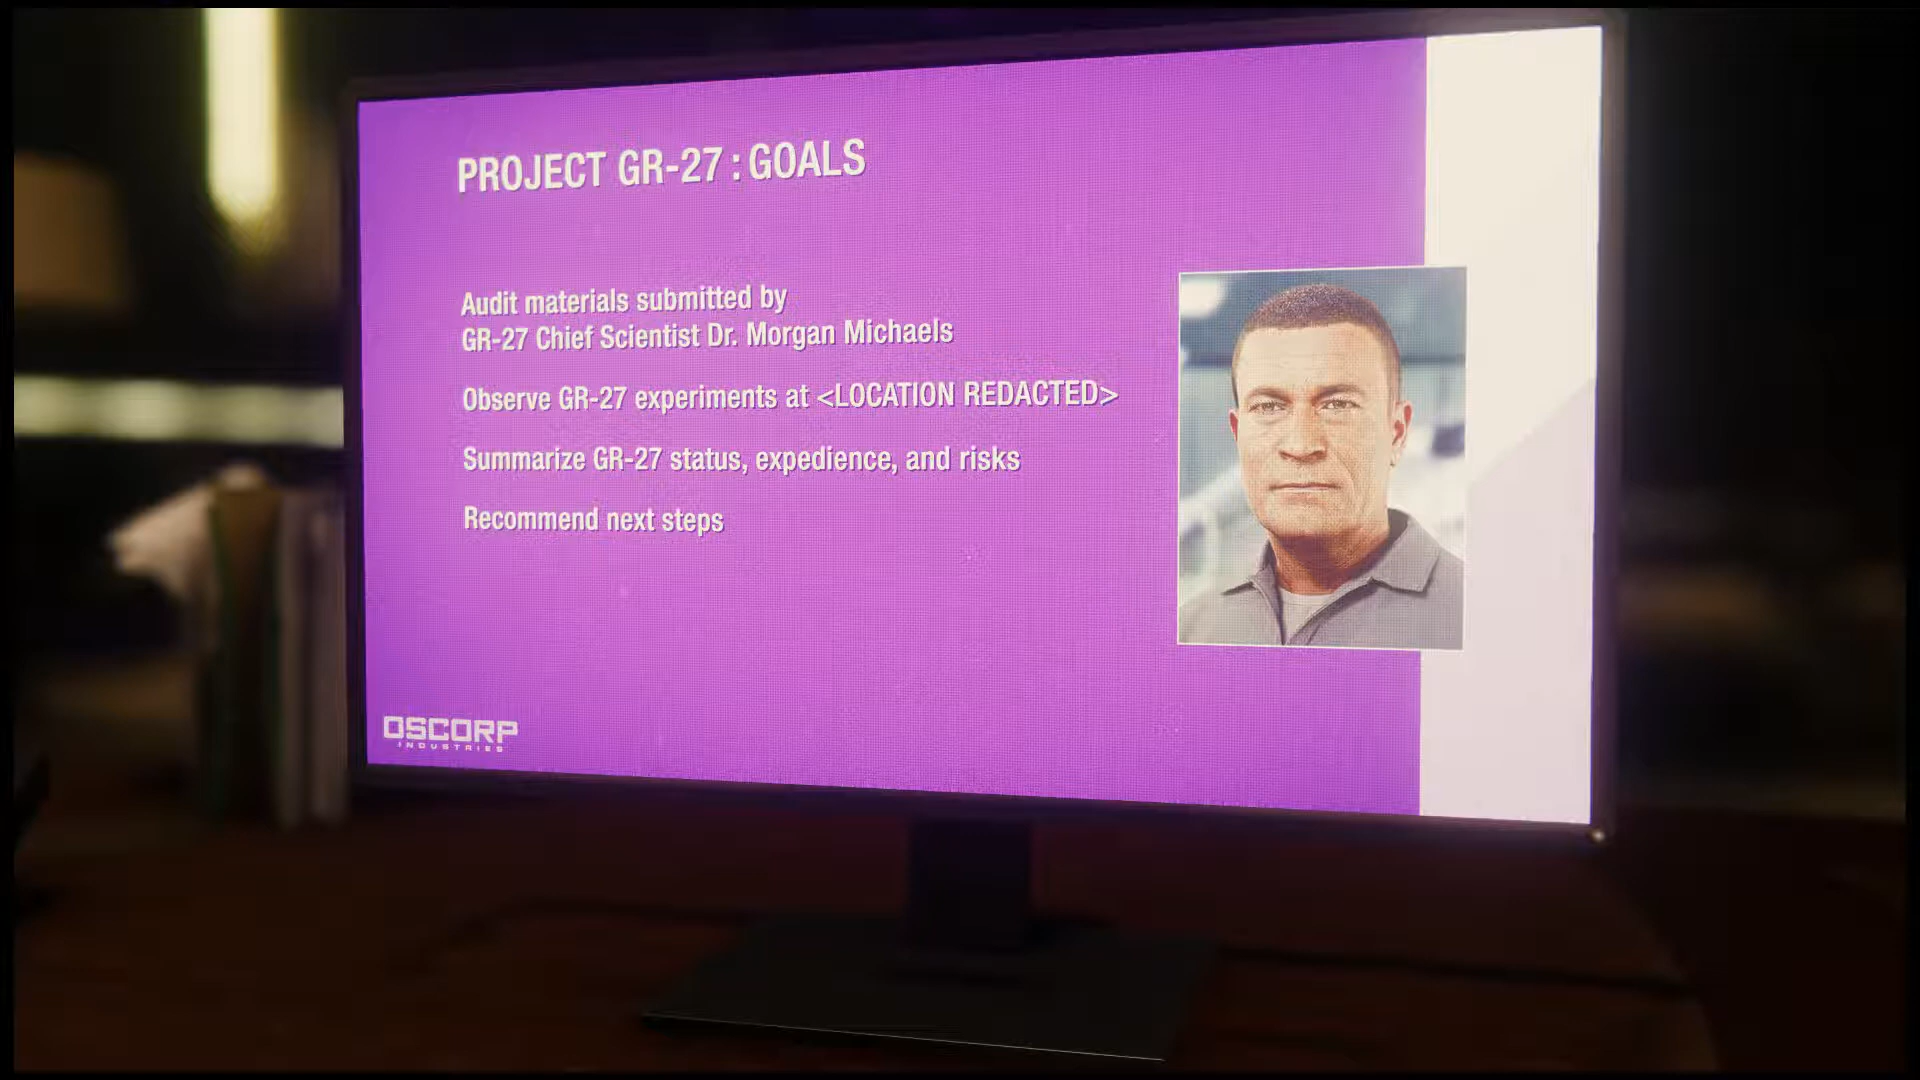 PROJECT GR-27 : GOALS
Audit materials submitted by
GR-27 Chief Scientist Dr. Morgan Michaels
Observe GR-27 experiments at <LOCATION REDACTED>
Summarize GR-27 status, expedience, and risks
Recommend next steps
OSCORP
INDUSTRIES